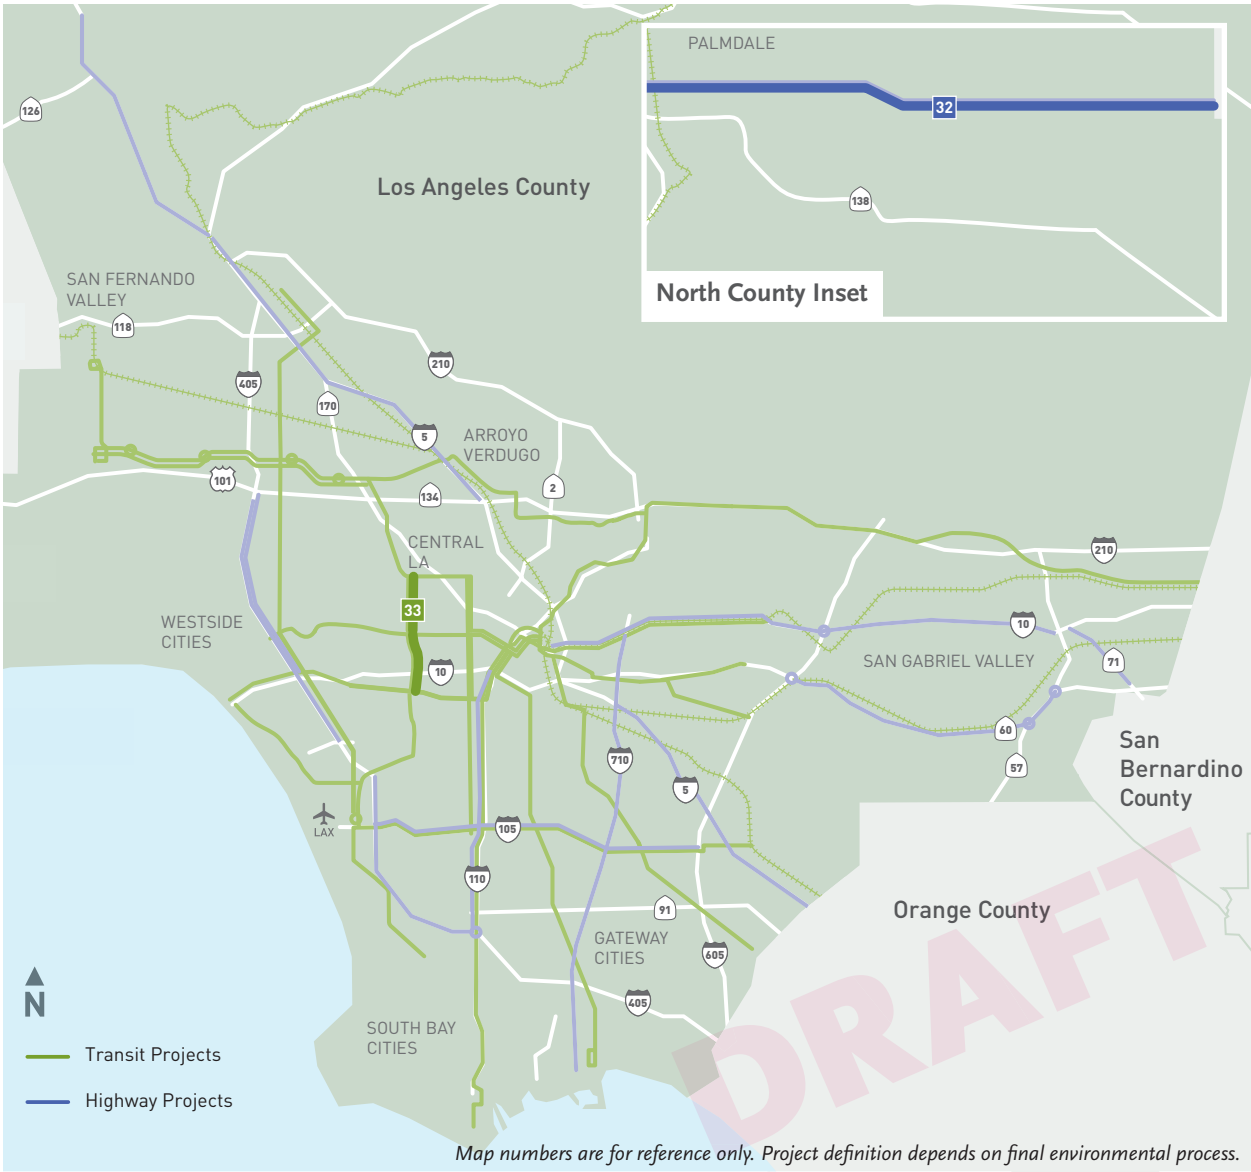 PALMDALE
126
32
Los Angeles County
138
SAN FERNANDO
VALLEY
North County Inset
118
210
405
170
5
ARROYO
VERDUGO
101
134
2
CENTRAL
LA
210
33
WESTSIDE
CITIES
10
SAN GABRIEL VALLEY
71
10
60
San
Bernardino
County
57
710
5
LAX
105
110
91
Orange County
GATEWAY
CITIES
605
DRAFT
N
405
SOUTH BAY
CITIES
Transit Projects
Highway Projects
Map numbers are for reference only. Project definition depends on final environmental process.